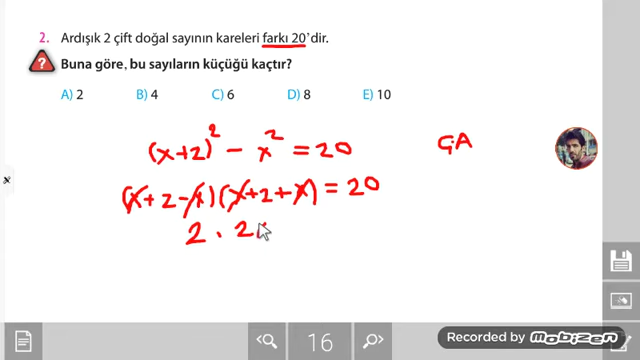 2. Ardışık 2 çift doğal sayının kareleri farkı 20'dir.
Buna göre, bu sayıların küçüğü kaçtır?
A) 2 B) 4 C) 6 D) 8 E) 10
(x+2)² - x² = 20
ÇA
(x+2-x)(x+2+x) = 20
2 . 2
16
Recorded by mobizen